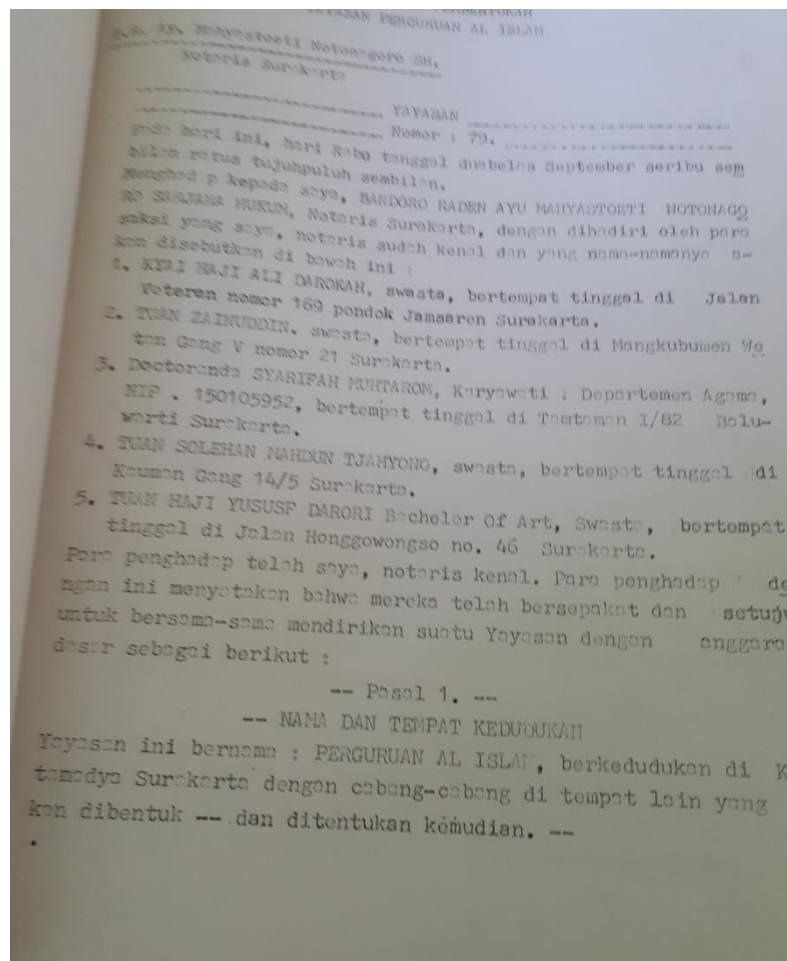 YAYASAN PERGURUAN AL ISLAM
Notonagoro SH.
Notaris Surakarta
YAYASAN
Nomor : 79.
Pada hari ini, hari Rabu tanggal duabelas September seribu sem
bilan ratus tujuhpuluh sembilan.
Menghad p kepada saya, BANDORO RADEN AYU MAHYASTOETI NOTONAGO
RO SARJANA HUKUN, Notaris Surakarta, dengan dihadiri oleh para
saksi yang saya, notaris sudah kenal dan yang nama-namanya a-
kan disebutkan di bawah ini :
1. KYAI HAJI ALI DAROKAH, swasta, bertempat tinggal di Jalan
Veteran nomor 169 pondok Jamsaren Surakarta.
2. TUAN ZAINUDDIN. swasta, bertempat tinggal di Mangkubumen We
tan Gang V nomor 21 Surakarta.
3. Doctoranda SYARIFAH MUHTAROM, Karyawati : Departemen Agama,
NIP . 150105952, bertempat tinggal di Tamtaman I/82 Balu-
warti Surakarta.
4. TUAN SOLEHAN MAHDUN TJAHYONO, swasta, bertempat tinggal di
Kauman Gang 14/5 Surakarta.
5. TUAN HAJI YUSUSF DARORI Bachelor Of Art, Swasta, bertempat
tinggal di Jalan Honggowongso no. 46 Surakarta.
Para penghadap telah saya, notaris kenal. Para penghadap de
ngan ini menyatakan bahwa mereka telah bersepakat dan setuju
untuk bersama-sama mendirikan suatu Yayasan dengan anggara
dasar sebagai berikut :
-- Pasal 1. --
-- NAMA DAN TEMPAT KEDUDUKAN
Yayasan ini bernama : PERGURUAN AL ISLAM, berkedudukan di K
tamadya Surakarta dengan cabang-cabang di tempat lain yang
kan dibentuk -- dan ditentukan kemudian. --